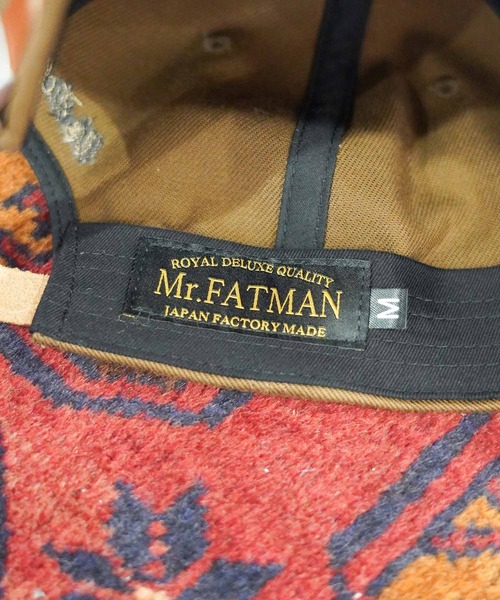 ROYAL DELUXE QUALITY
Mr.FATMAN
JAPAN FACTORY MADE
M